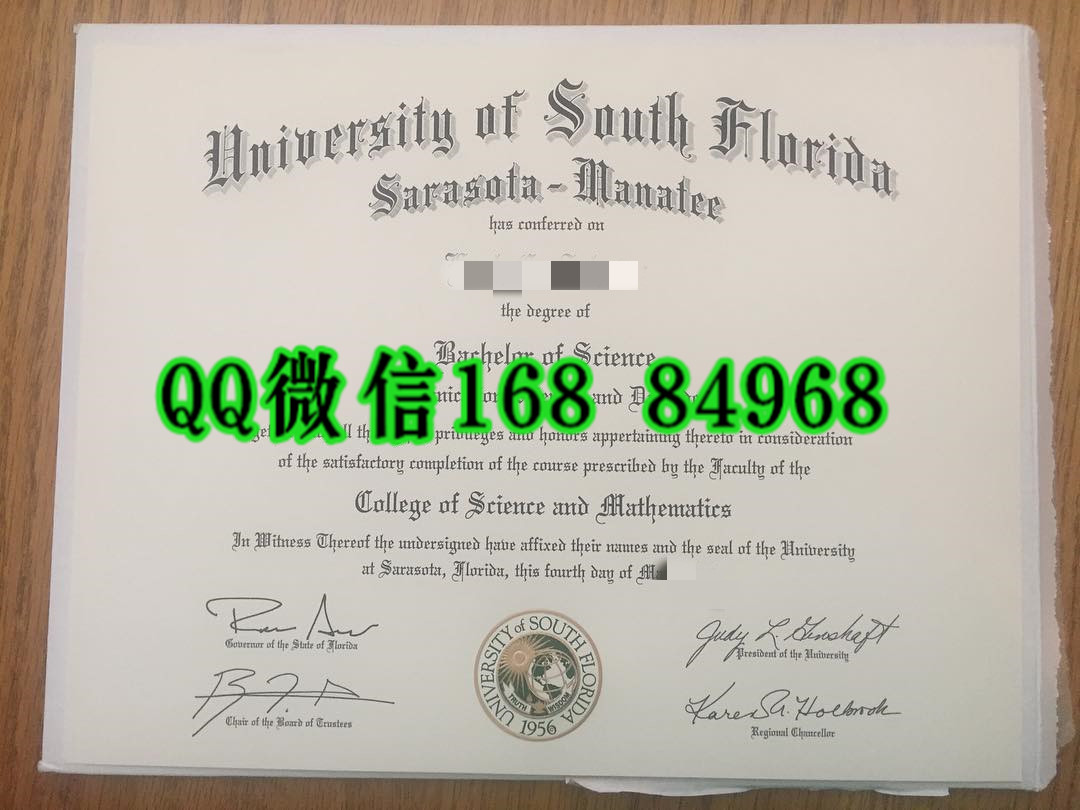 University of South Florida
Sarasota - Manatee
has conferred on
the degree of
Bachelor of Science
QQ微信168 84968
and
privileges and honors appertaining thereto in consideration
of the satisfactory completion of the course prescribed by the Faculty of the
College of Science and Mathematics
In Witness Thereof the undersigned have affixed their names and the seal of the University
at Sarasota, Florida, this fourth day of
Governor of the State of Florida
Chair of the Board of Trustees
UNIVERSITY of SOUTH FLORIDA
TRUTH WISDOM
1956
Judy L. Genshaft
President of the University
Karen A. Holbrook
Regional Chancellor